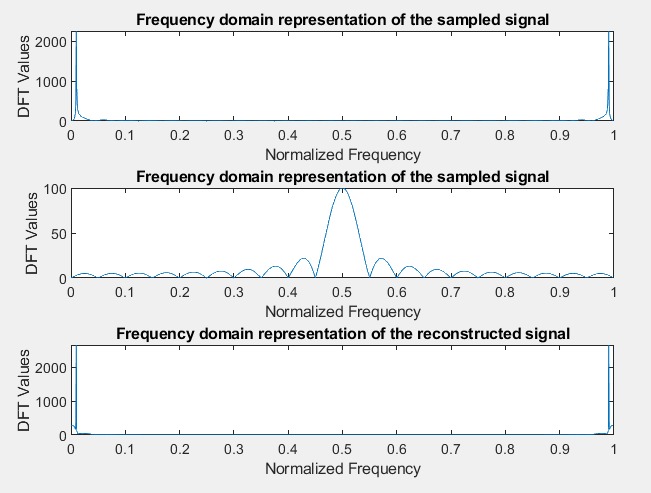 Frequency domain representation of the sampled signal
DFT Values
2000
1000
0
0 0.1 0.2 0.3 0.4 0.5 0.6 0.7 0.8 0.9 1
Normalized Frequency
Frequency domain representation of the sampled signal
DFT Values
100
50
0
0 0.1 0.2 0.3 0.4 0.5 0.6 0.7 0.8 0.9 1
Normalized Frequency
Frequency domain representation of the reconstructed signal
DFT Values
2000
1000
0
0 0.1 0.2 0.3 0.4 0.5 0.6 0.7 0.8 0.9 1
Normalized Frequency